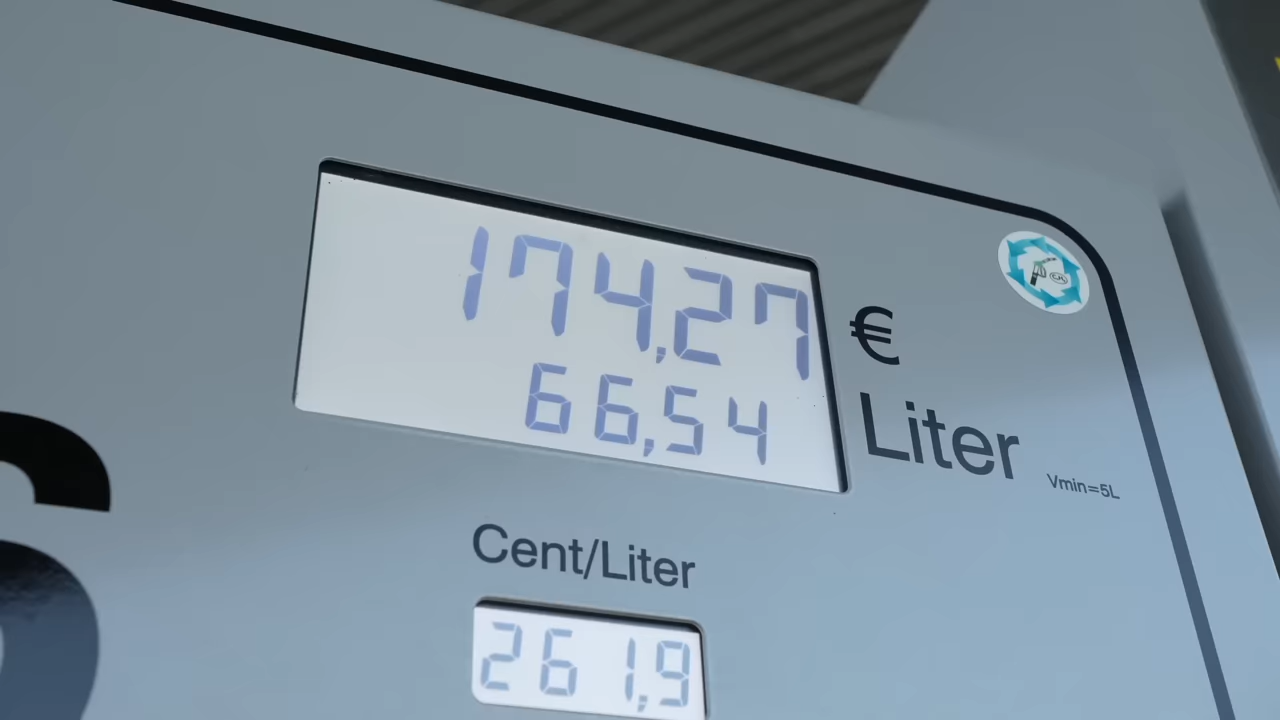 174,27 €
66,54 Liter
Vmin=5L
Cent/Liter
261,9